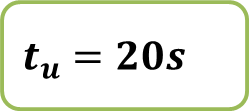 t_u = 20s